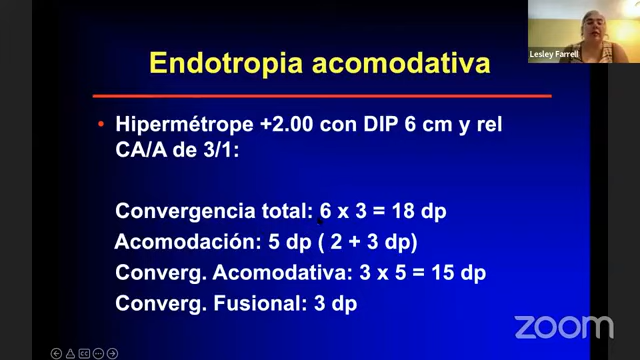 Lesley Farrell
Endotropia acomodativa
• Hipermétrope +2.00 con DIP 6 cm y rel
CA/A de 3/1:
Convergencia total: 6 x 3 = 18 dp
Acomodación: 5 dp ( 2 + 3 dp)
Converg. Acomodativa: 3 x 5 = 15 dp
Converg. Fusional: 3 dp
zoom